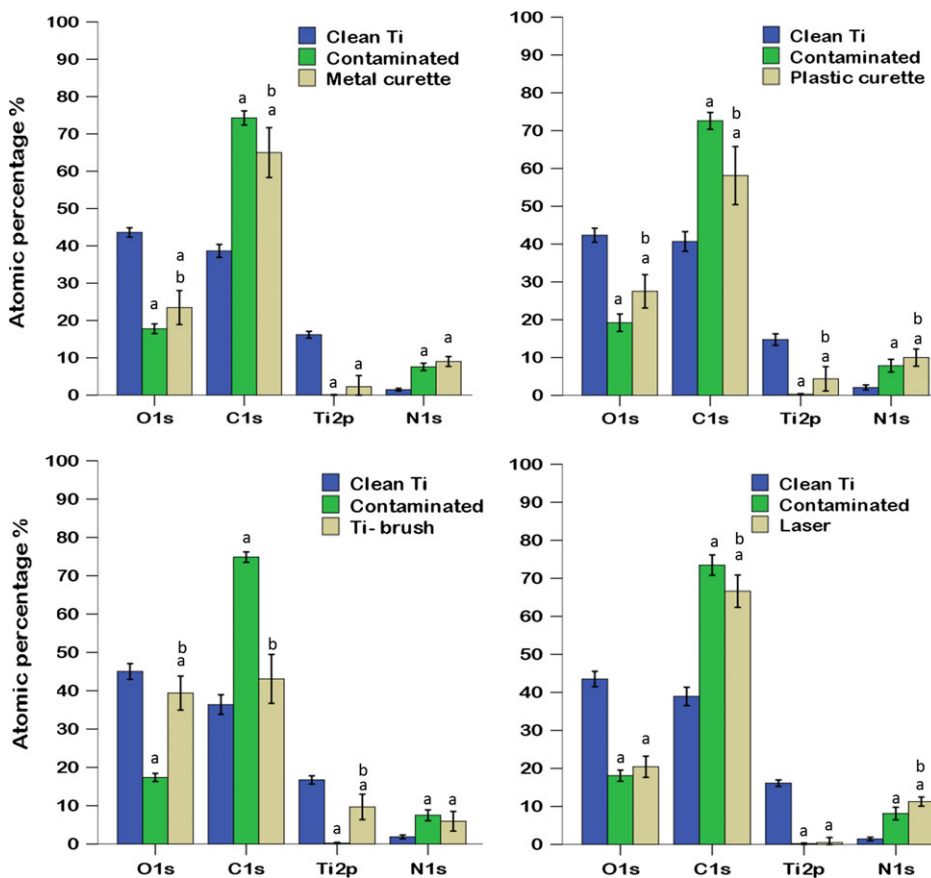 100
90
80
70
60
50
40
30
20
10
0
Atomic percentage %
Clean Ti
Contaminated
Metal curette
a
a
b
a
b
a
a
a
a
a
O1s
C1s
Ti2p
N1s
100
90
80
70
60
50
40
30
20
10
0
Clean Ti
Contaminated
Plastic curette
a
b
a
a
b
a
a
b
a
a
b
a
O1s
C1s
Ti2p
N1s
100
90
80
70
60
50
40
30
20
10
0
Atomic percentage %
Clean Ti
Contaminated
Ti- brush
a
b
a
a
b
a
b
a
a
a
O1s
C1s
Ti2p
N1s
100
90
80
70
60
50
40
30
20
10
0
Clean Ti
Contaminated
Laser
a
a
a
b
a
a
a
a
b
a
O1s
C1s
Ti2p
N1s